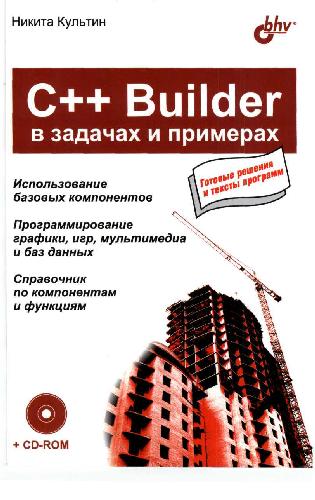 Никита Культин
bhv®
C++ Builder
в задачах и примерах
Готовые решения
и тексты программ
Использование
базовых компонентов
Программирование
графики, игр, мультимедиа
и баз данных
Справочник
по компонентам
и функциям
+ CD-ROM